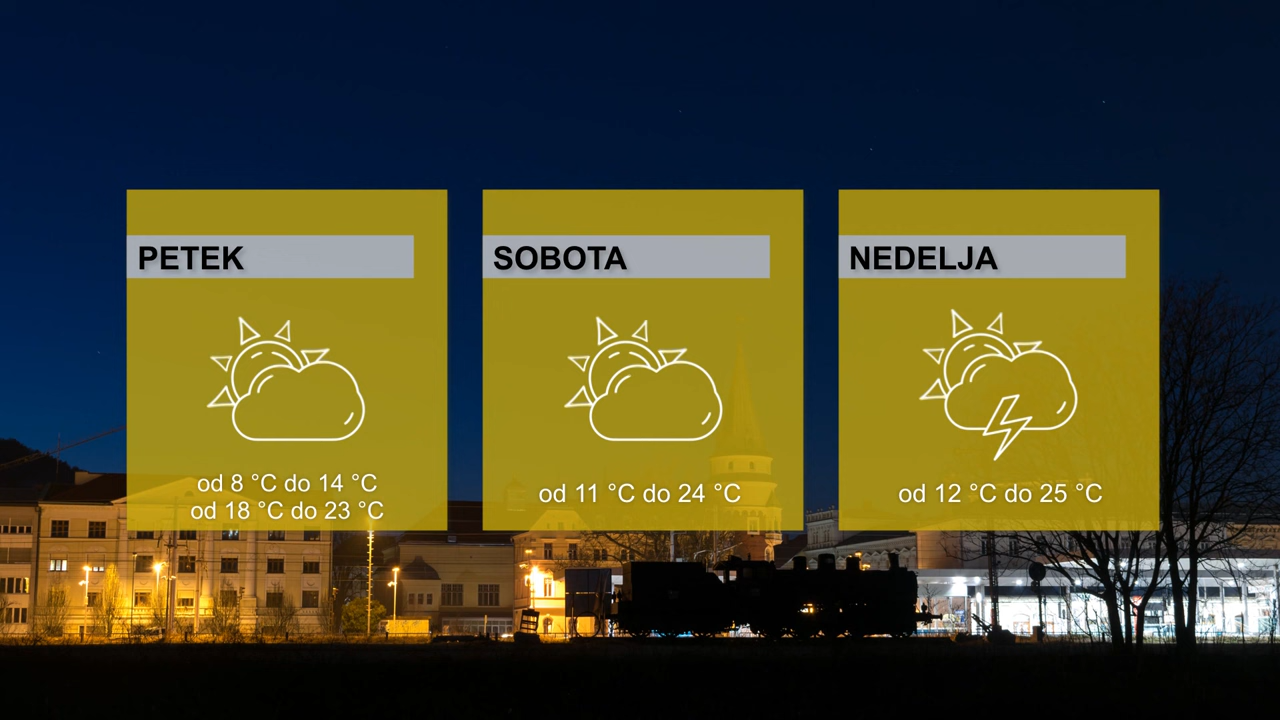 PETEK
od 8 °C do 14 °C
od 18 °C do 23 °C
SOBOTA
od 11 °C do 24 °C
NEDELJA
od 12 °C do 25 °C